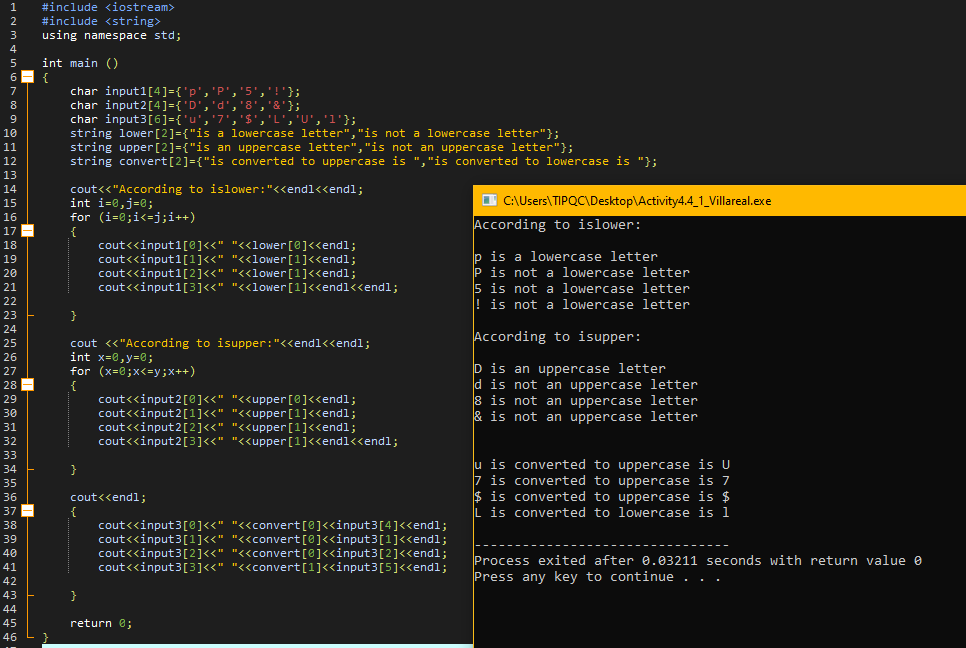 1 #include <iostream>
2 #include <string>
3 using namespace std;
4
5 int main ()
6 {
7 char input1[4]={'p','P','5','!'};
8 char input2[4]={'D','d','8','&'};
9 char input3[6]={'u','7','$','L','U','l'};
10 string lower[2]={"is a lowercase letter","is not a lowercase letter"};
11 string upper[2]={"is an uppercase letter","is not an uppercase letter"};
12 string convert[2]={"is converted to uppercase is ","is converted to lowercase is "};
13
14 cout<<"According to islower:"<<endl<<endl;
15 int i=0,j=0;
16 for (i=0;i<=j;i++)
17 {
18 cout<<input1[0]<<" "<<lower[0]<<endl;
19 cout<<input1[1]<<" "<<lower[1]<<endl;
20 cout<<input1[2]<<" "<<lower[1]<<endl;
21 cout<<input1[3]<<" "<<lower[1]<<endl<<endl;
22
23 }
24
25 cout <<"According to isupper:"<<endl<<endl;
26 int x=0,y=0;
27 for (x=0;x<=y;x++)
28 {
29 cout<<input2[0]<<" "<<upper[0]<<endl;
30 cout<<input2[1]<<" "<<upper[1]<<endl;
31 cout<<input2[2]<<" "<<upper[1]<<endl;
32 cout<<input2[3]<<" "<<upper[1]<<endl<<endl;
33
34 }
35
36 cout<<endl;
37 {
38 cout<<input3[0]<<" "<<convert[0]<<input3[4]<<endl;
39 cout<<input3[1]<<" "<<convert[0]<<input3[1]<<endl;
40 cout<<input3[2]<<" "<<convert[0]<<input3[2]<<endl;
41 cout<<input3[3]<<" "<<convert[1]<<input3[5]<<endl;
42
43 }
44
45 return 0;
46 }
C:\Users\TIPQC\Desktop\Activity4.4_1_Villareal.exe
According to islower:
p is a lowercase letter
P is not a lowercase letter
5 is not a lowercase letter
! is not a lowercase letter
According to isupper:
D is an uppercase letter
d is not an uppercase letter
8 is not an uppercase letter
& is not an uppercase letter
u is converted to uppercase is U
7 is converted to uppercase is 7
$ is converted to uppercase is $
L is converted to lowercase is l
--------------------------------
Process exited after 0.03211 seconds with return value 0
Press any key to continue . . .